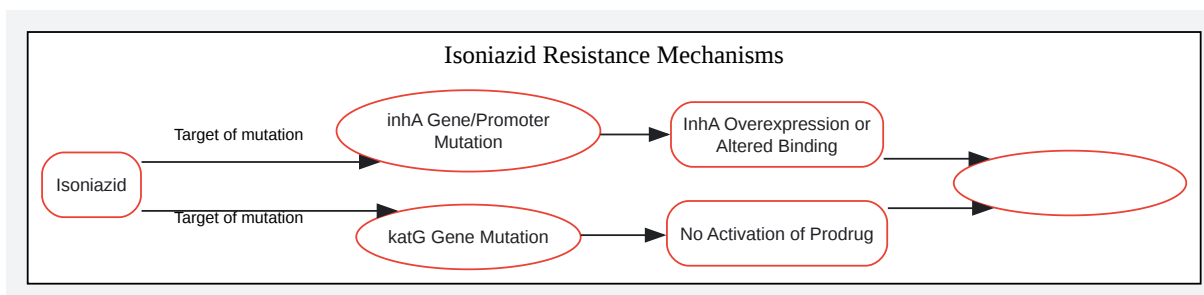 Isoniazid Resistance Mechanisms
Target of mutation
inhA Gene/Promoter
Mutation
InhA Overexpression or
Altered Binding
Isoniazid
Target of mutation
katG Gene Mutation
No Activation of Prodrug